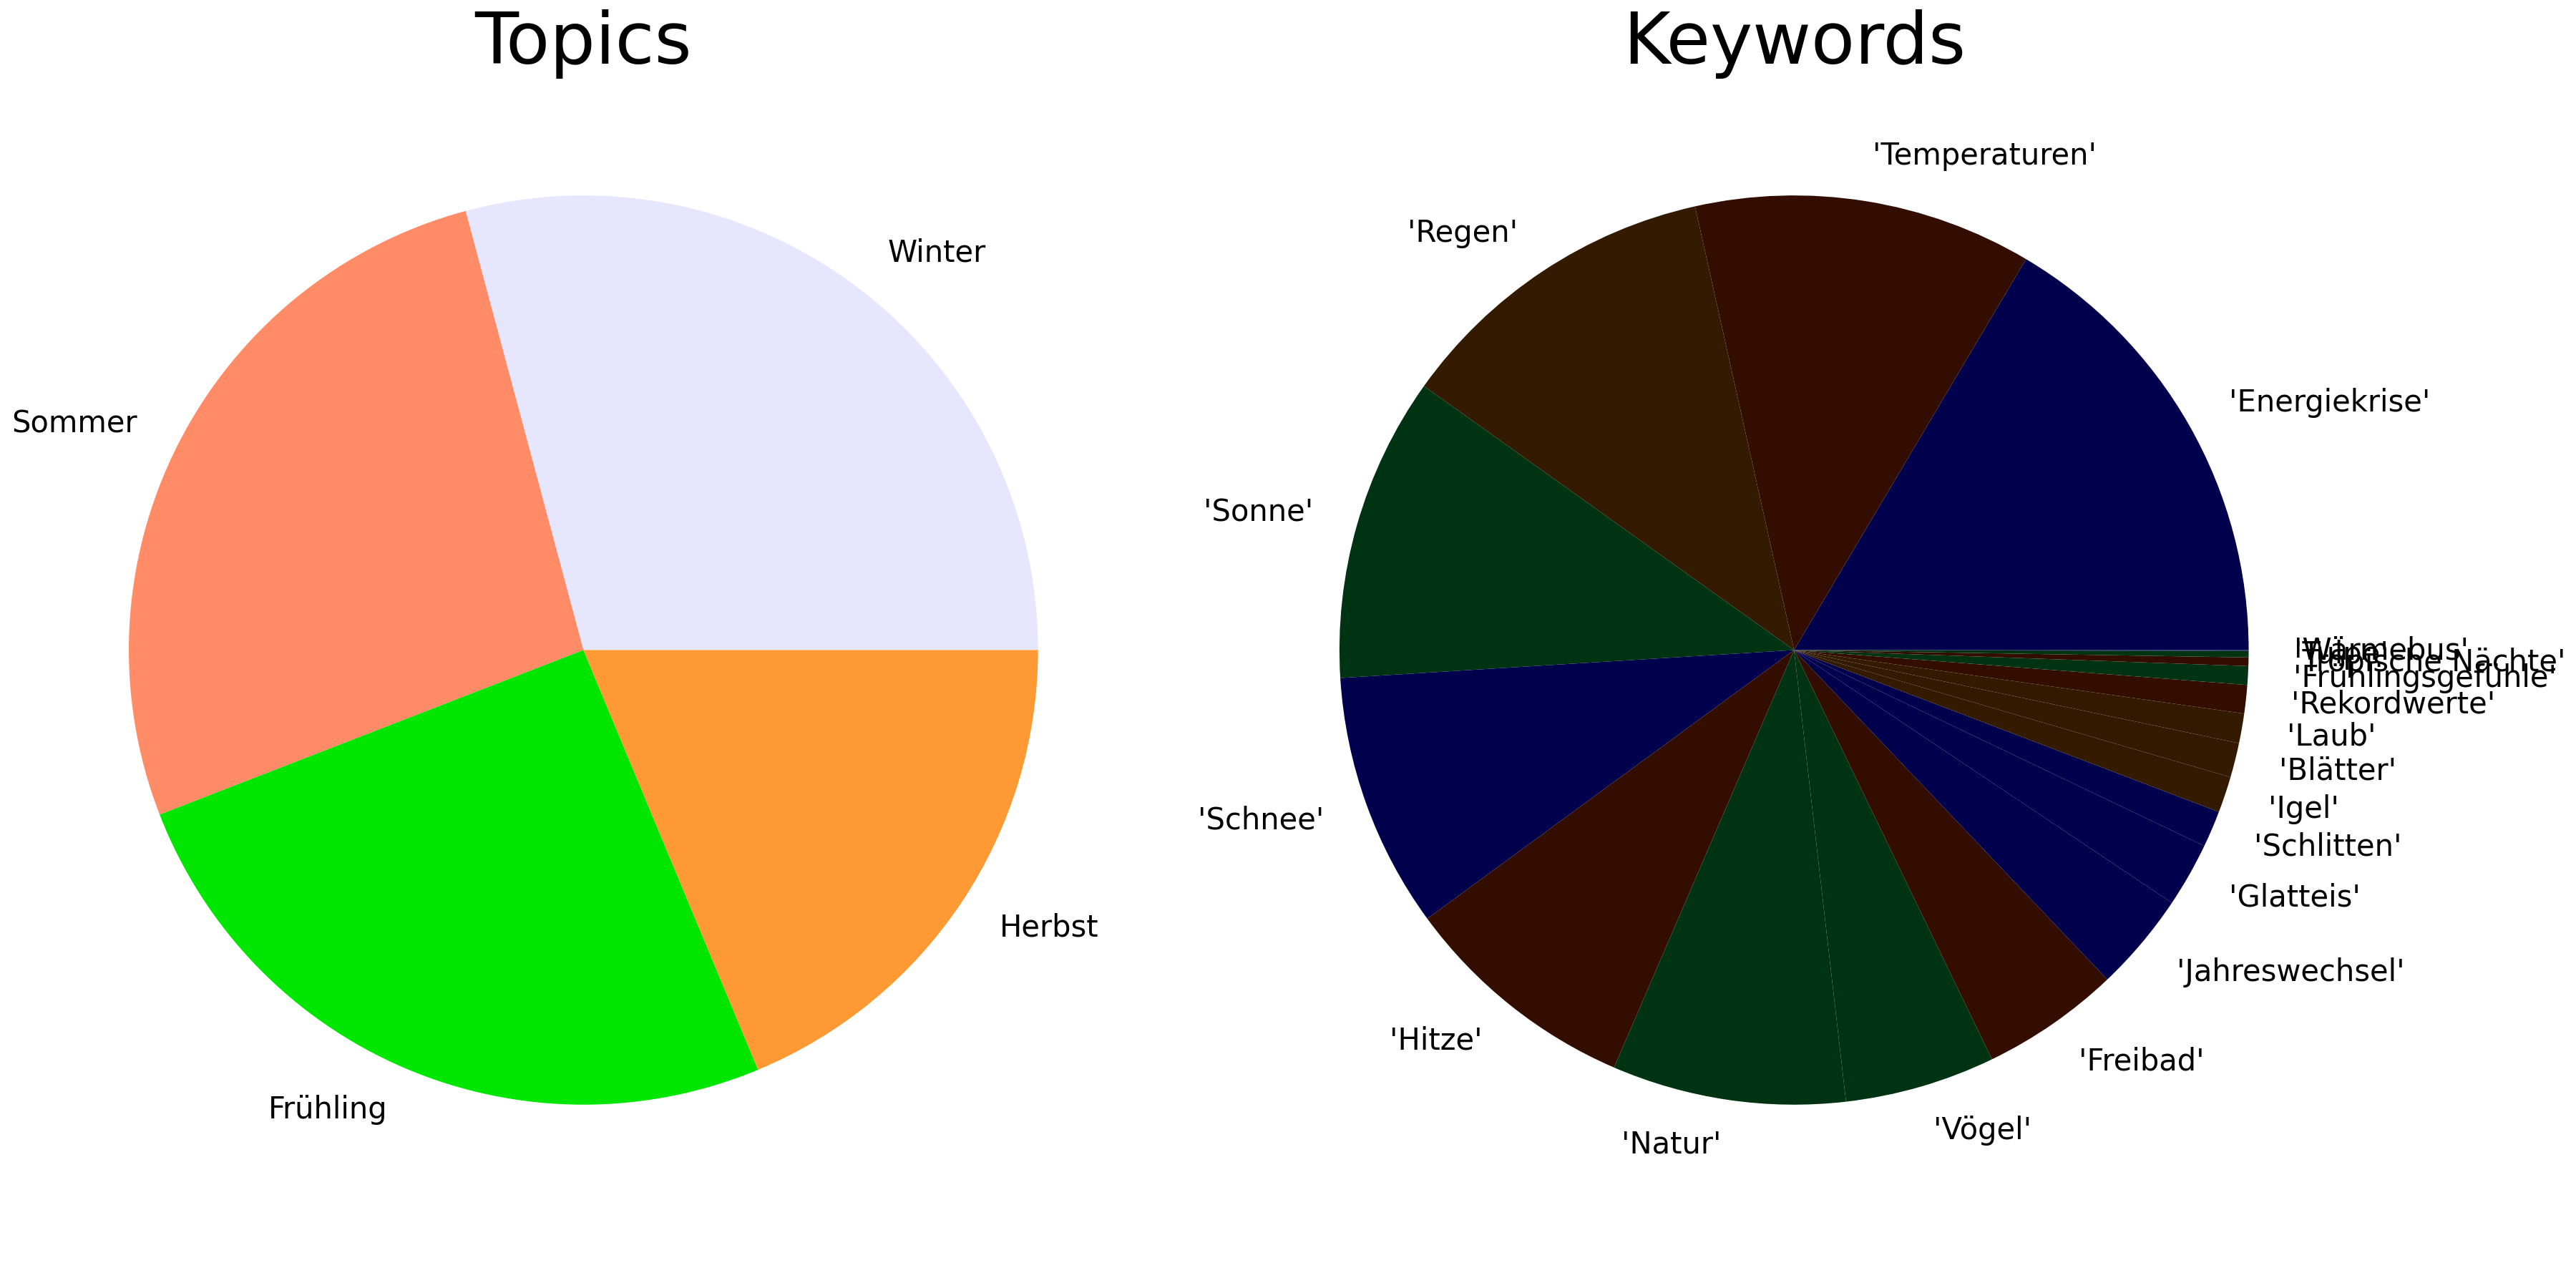 Topics
Winter
Sommer
Frühling
Herbst
Keywords
'Temperaturen'
'Regen'
'Energiekrise'
'Sonne'
'Schnee'
'Hitze'
'Natur'
'Vögel'
'Freibad'
'Jahreswechsel'
'Glatteis'
'Schlitten'
'Igel'
'Blätter'
'Laub'
'Rekordwerte'
'Frühlingsgefühle'
'Tropische Nächte'
'Wärmebus'